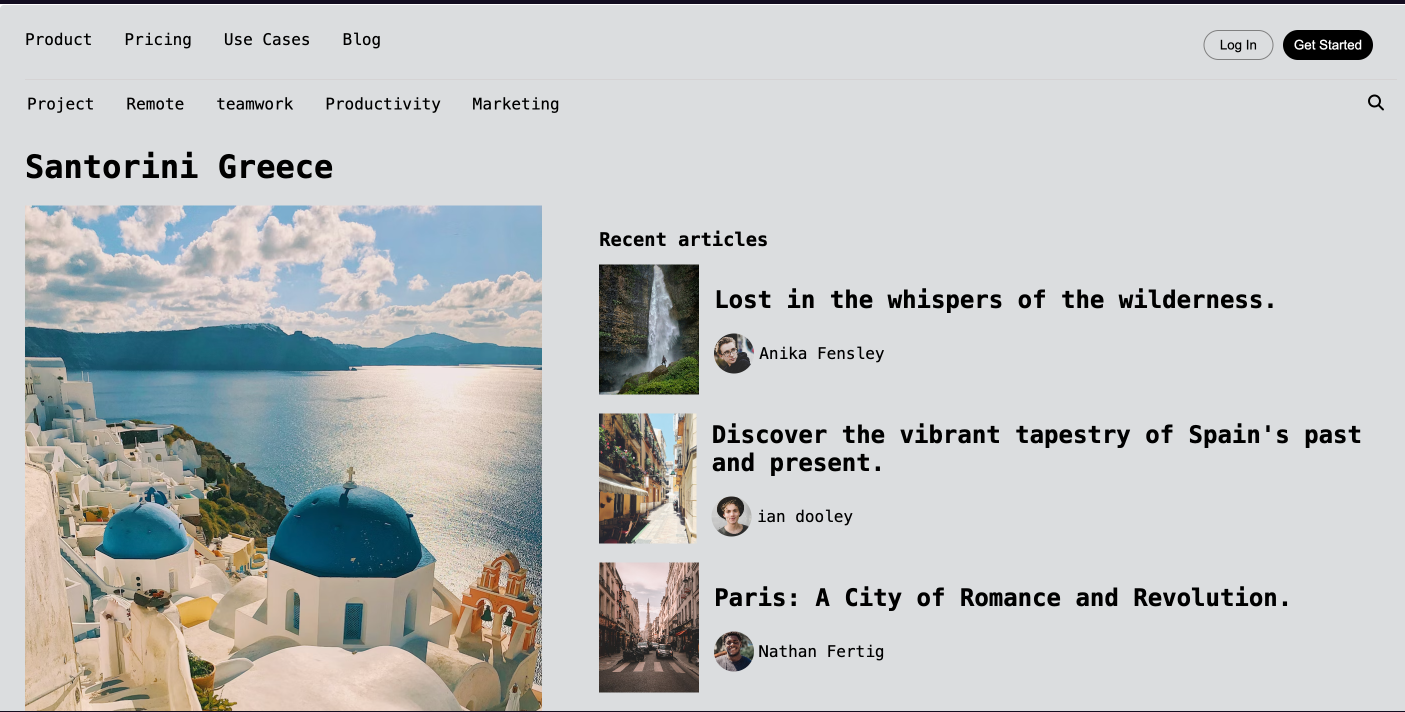 Product Pricing Use Cases Blog
Log In Get Started
Project Remote teamwork Productivity Marketing
Santorini Greece
Recent articles
Lost in the whispers of the wilderness.
Anika Fensley
Discover the vibrant tapestry of Spain's past
and present.
ian dooley
Paris: A City of Romance and Revolution.
Nathan Fertig